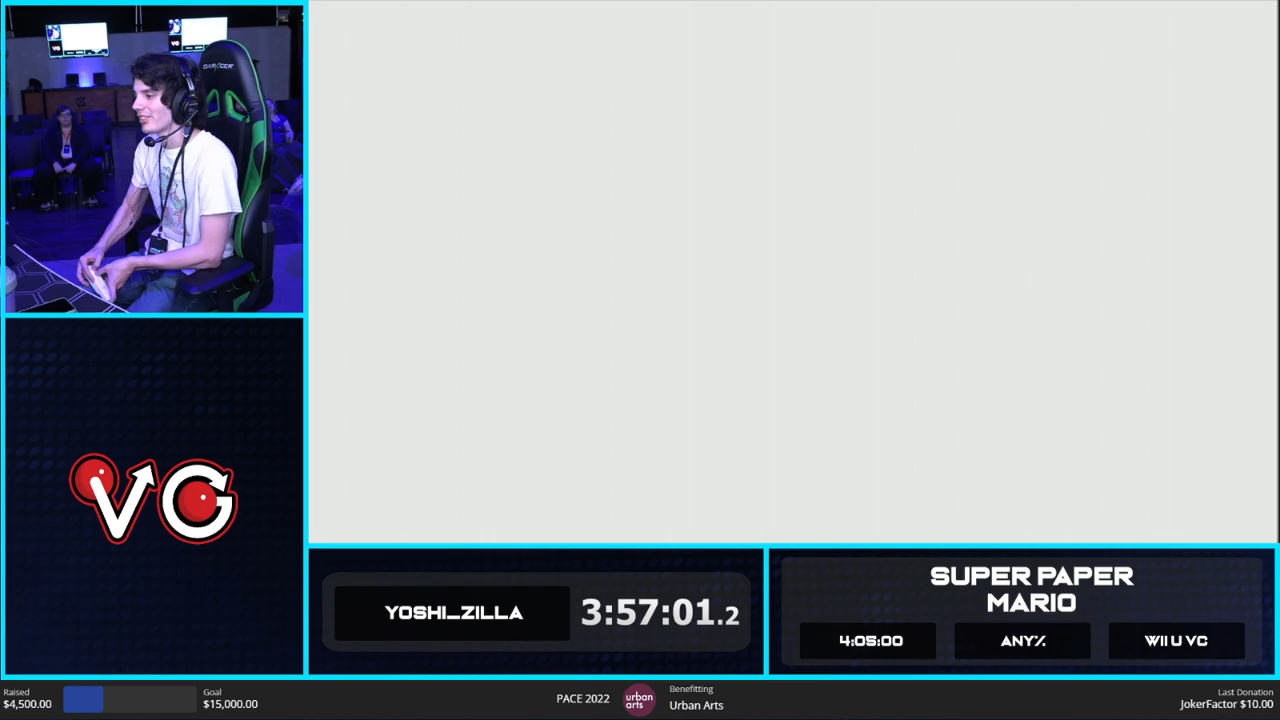 DXRACER
VG
YOSHI_ZILLA
3:57:01.2
SUPER PAPER
MARIO
4:05:00
ANY%
WII U VC
Raised
$4,500.00
Goal
$15,000.00
PACE 2022
urban
arts
Benefitting
Urban Arts
Last Donation
JokerFactor $10.00